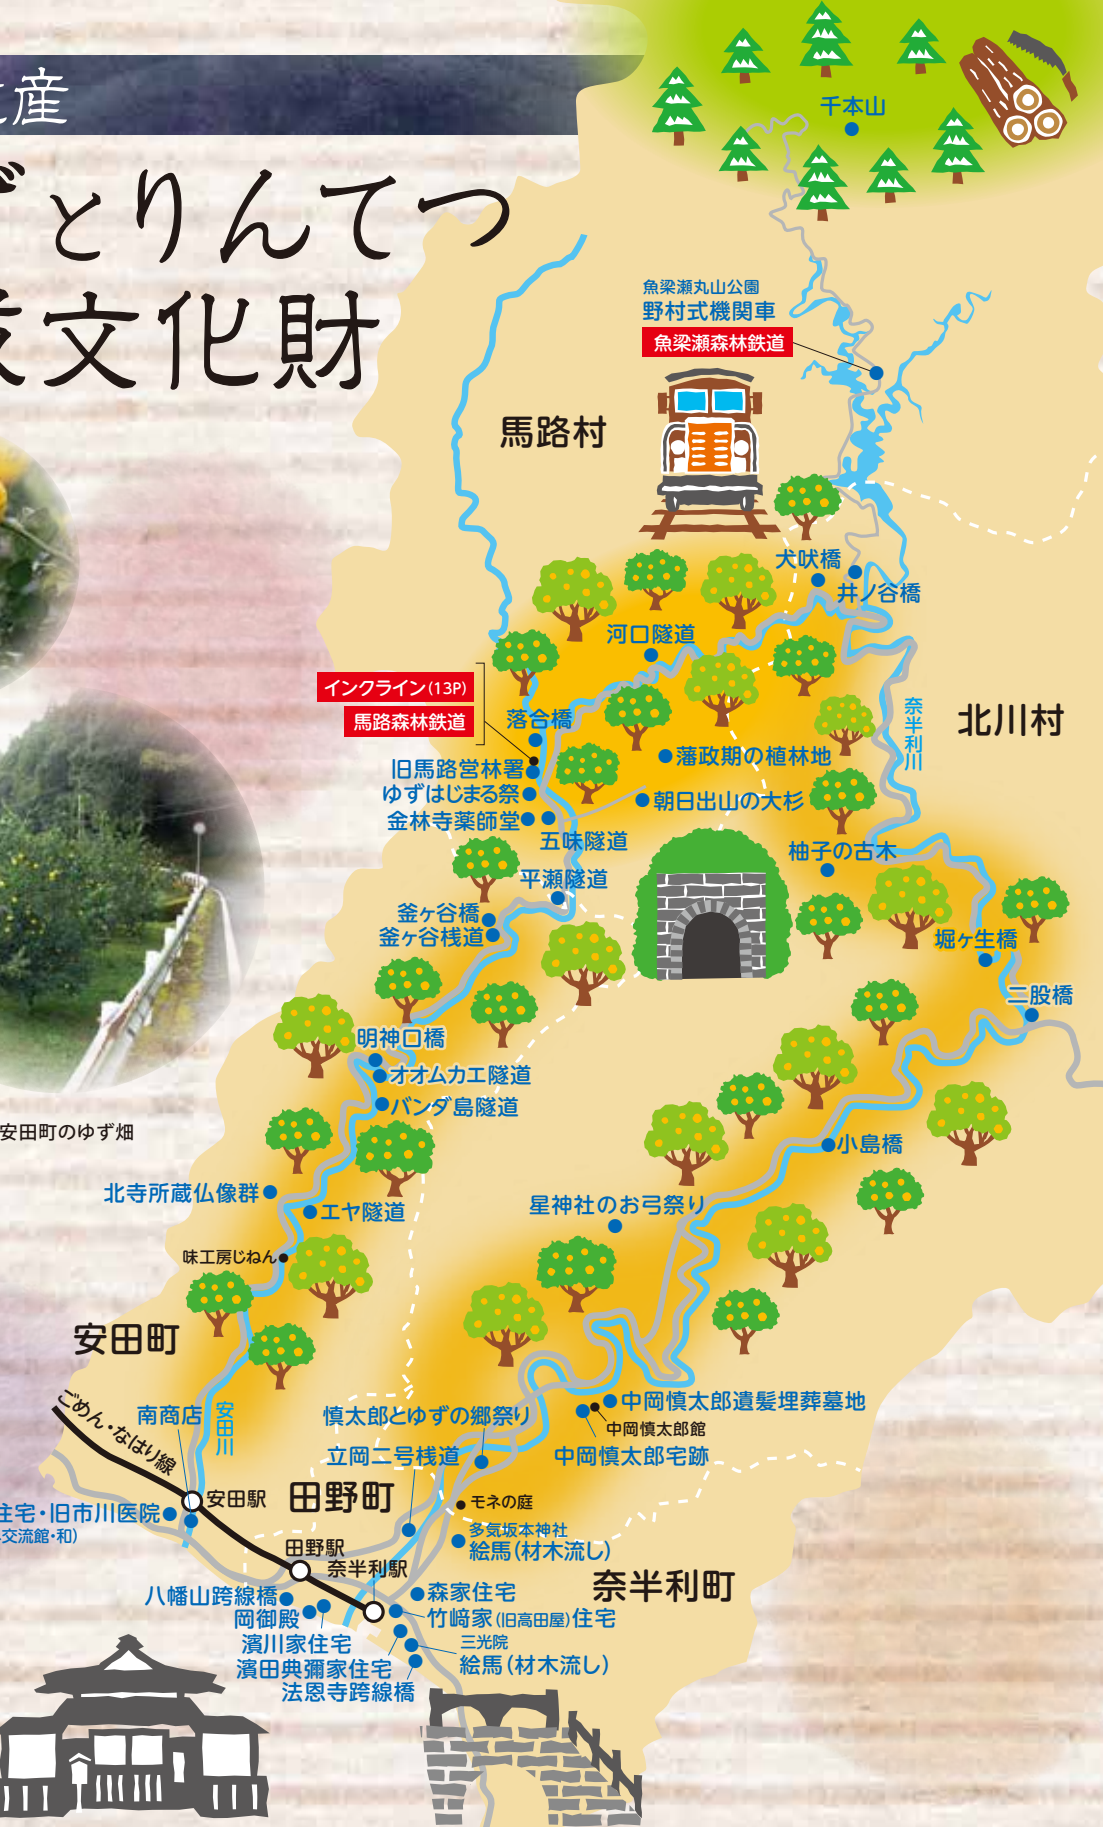 産
とりんてつ
文化財
千本山
魚梁瀬丸山公園
野村式機関車
魚梁瀬森林鉄道
馬路村
犬吠橋
井ノ谷橋
河口隧道
インクライン(13P)
馬路森林鉄道
落合橋
奈半利川
北川村
旧馬路営林署
ゆずはじまる祭
金林寺薬師堂
五味隧道
藩政期の植林地
朝日出山の大杉
平瀬隧道
柚子の古木
釜ヶ谷橋
釜ヶ谷桟道
堀ヶ生橋
二股橋
明神口橋
オオムカエ隧道
バンダ島隧道
安田町のゆず畑
小島橋
北寺所蔵仏像群
エヤ隧道
星神社のお弓祭り
味工房じねん
安田町
ごめん・なはり線
南商店
安田川
慎太郎とゆずの郷祭り
中岡慎太郎遺髪埋葬墓地
中岡慎太郎館
中岡慎太郎宅跡
立岡二号桟道
安田駅
田野町
モネの庭
住宅・旧市川医院
交流館・和)
多気坂本神社
絵馬(材木流し)
田野駅
奈半利駅
奈半利町
八幡山跨線橋
森家住宅
岡御殿
竹﨑家(旧高田屋)住宅
濱川家住宅
三光院
絵馬(材木流し)
濱田典彌家住宅
法恩寺跨線橋